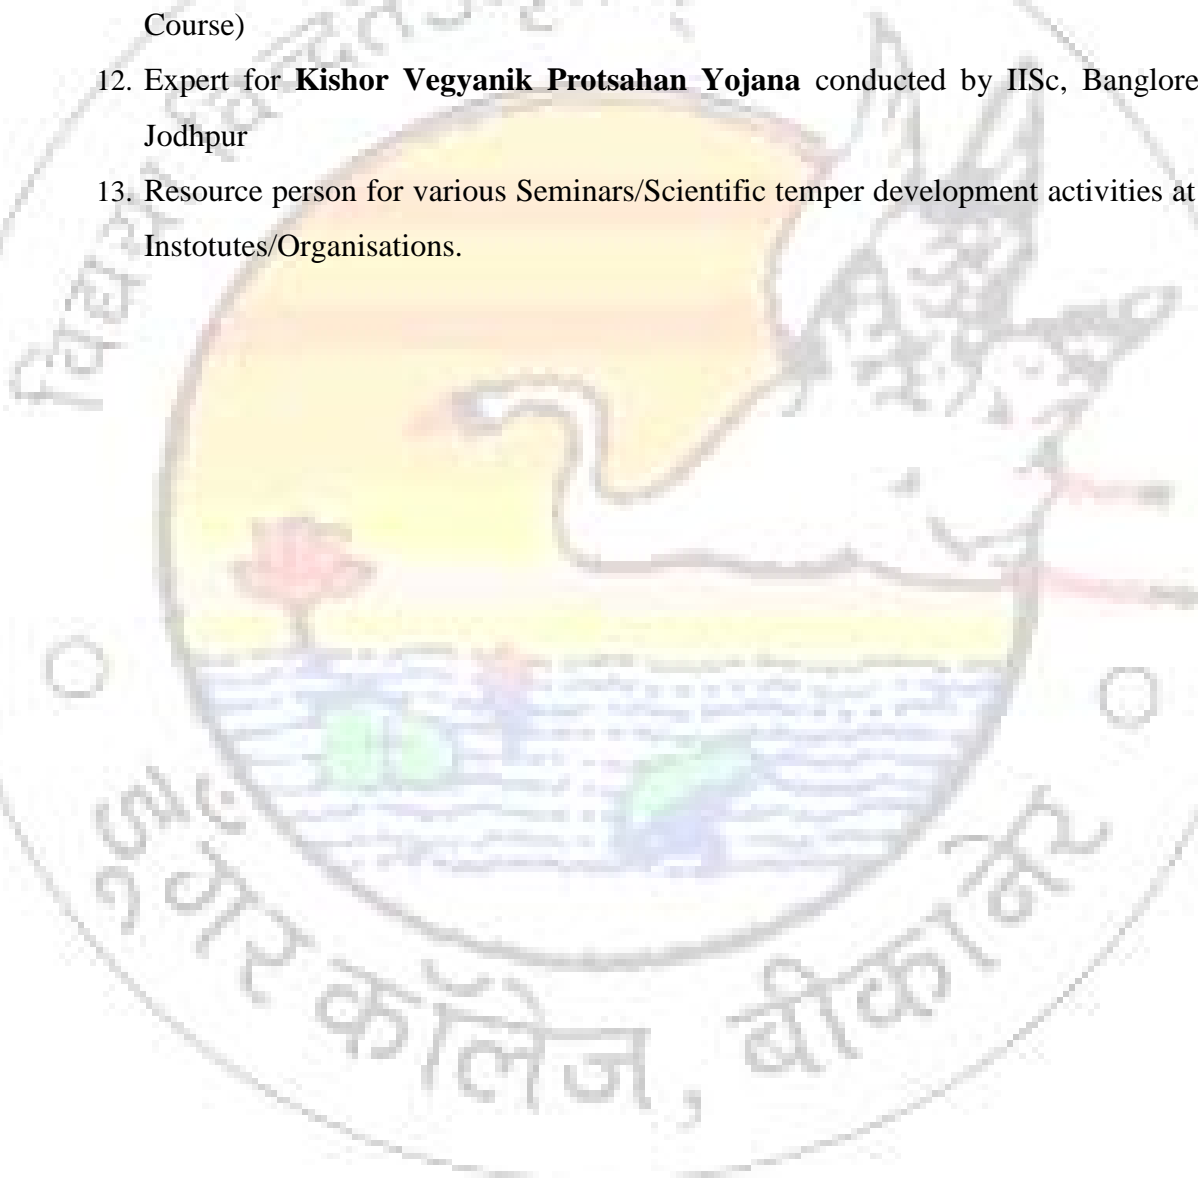 Course)
12. Expert for Kishor Vegyanik Protsahan Yojana conducted by IISc, Banglore
Jodhpur
13. Resource person for various Seminars/Scientific temper development activities at
Instotutes/Organisations.
कॉलेज, बीकानेर